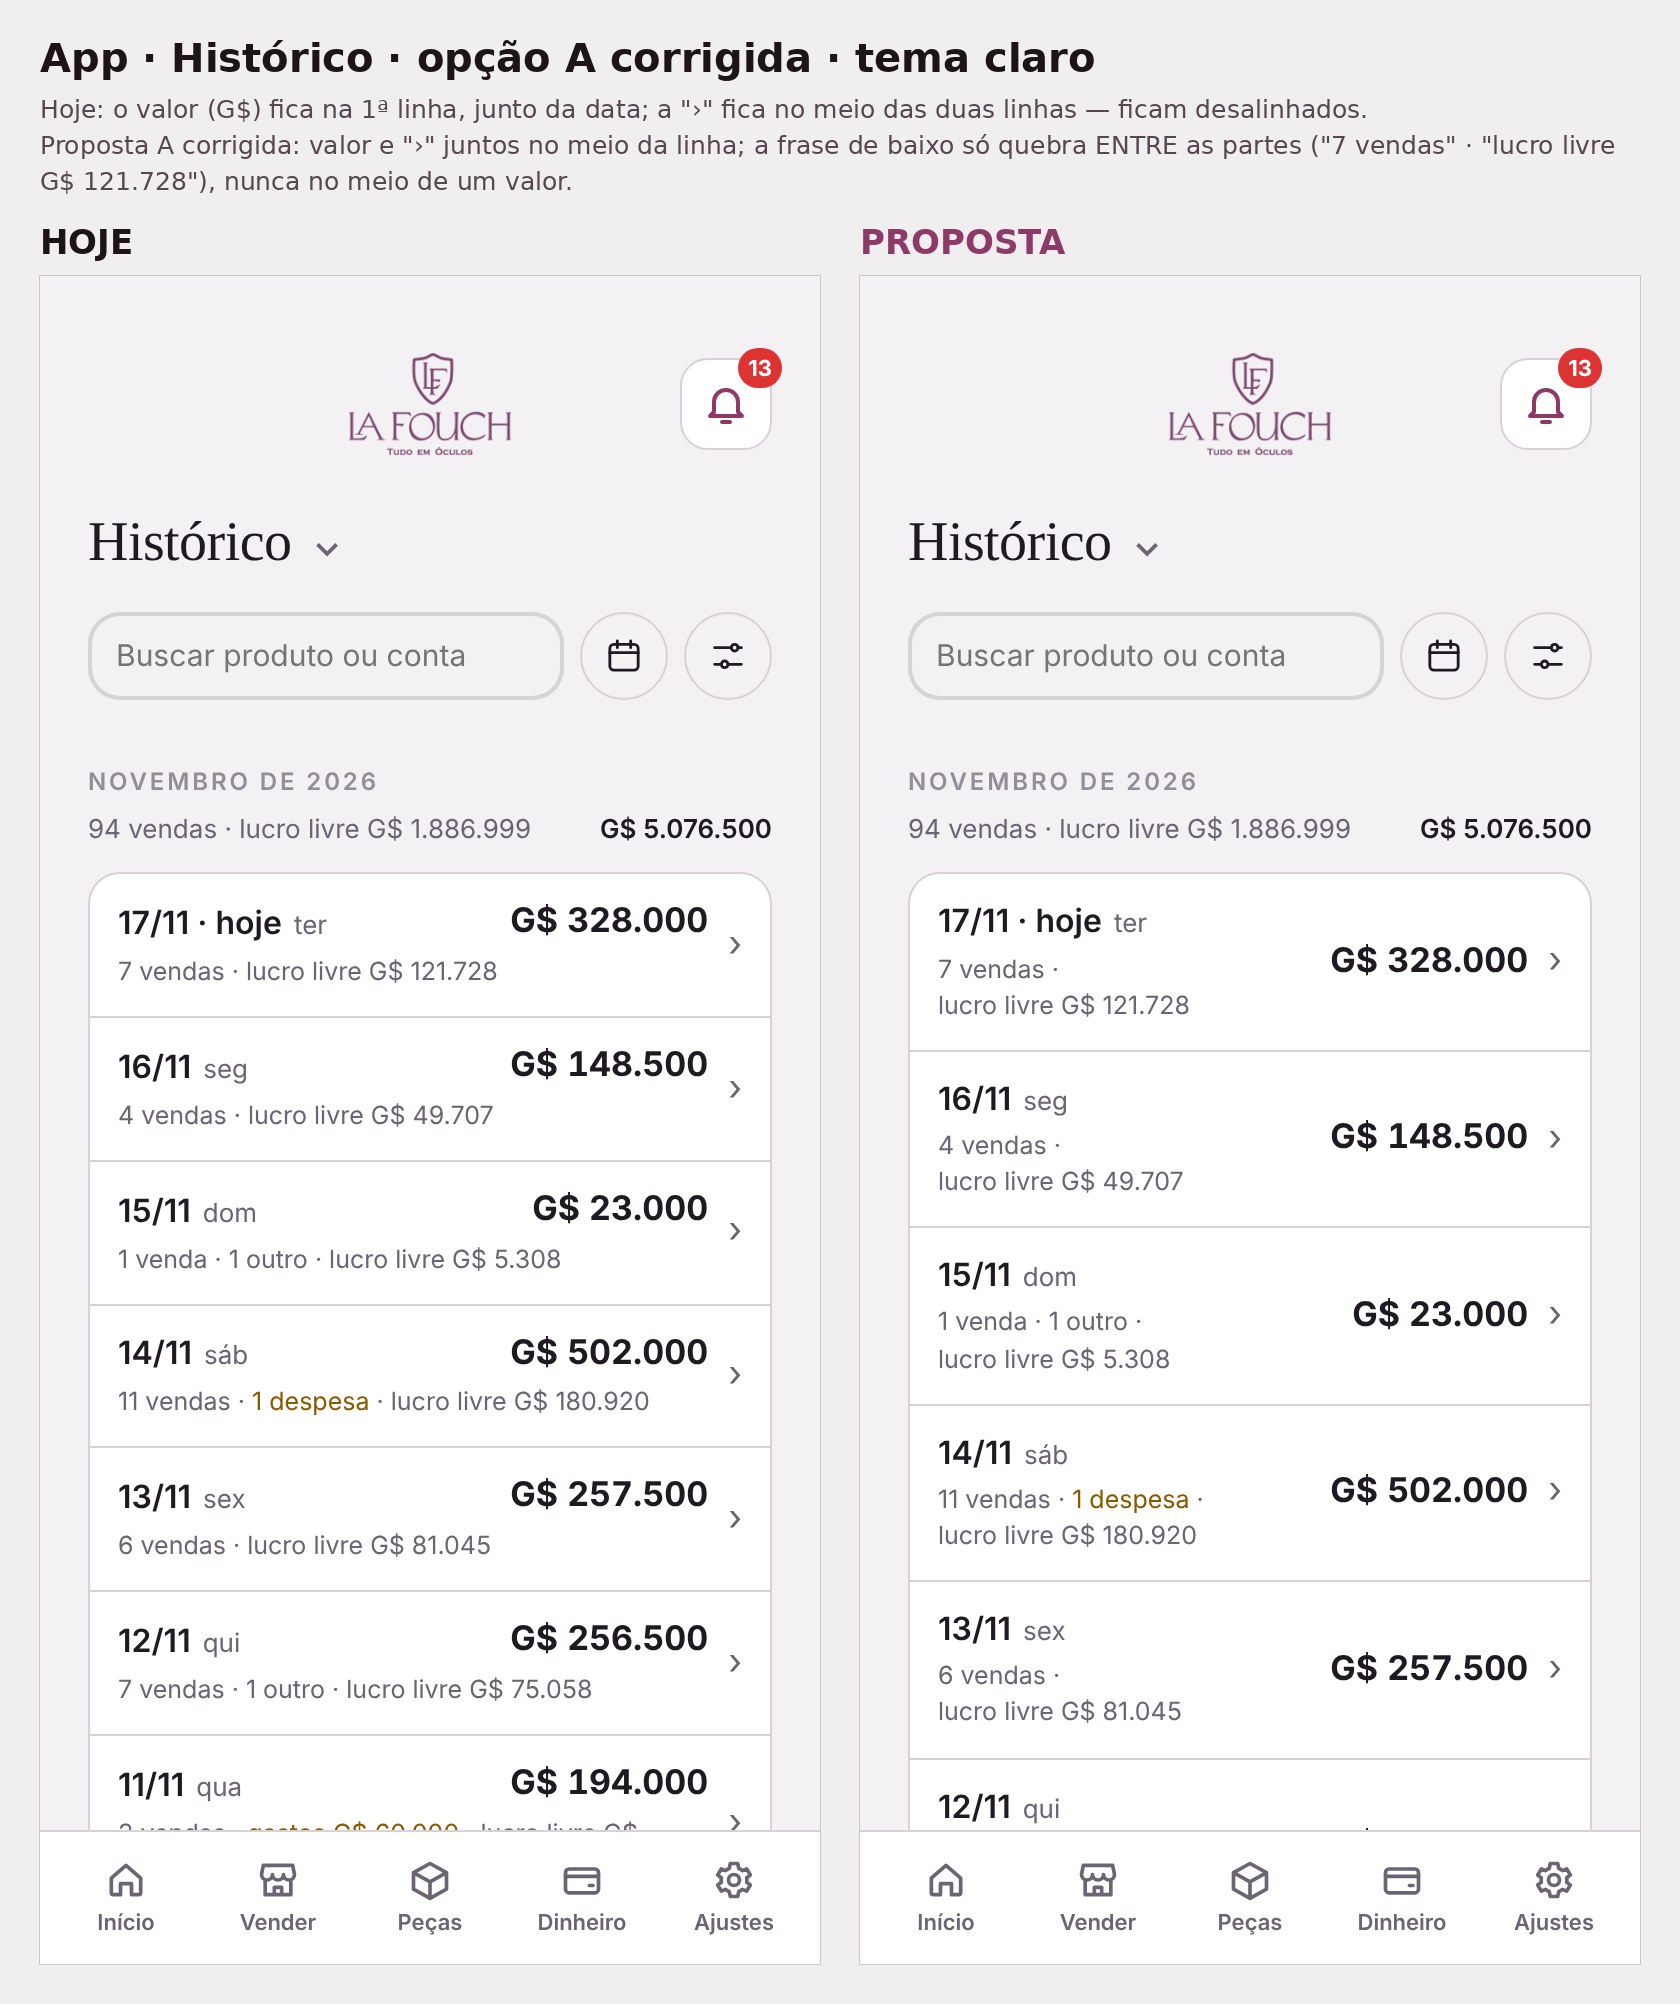 App · Histórico · opção A corrigida · tema claro
Hoje: o valor (G$) fica na 1ª linha, junto da data; a "›" fica no meio das duas linhas — ficam desalinhados.
Proposta A corrigida: valor e "›" juntos no meio da linha; a frase de baixo só quebra ENTRE as partes ("7 vendas" · "lucro livre
G$ 121.728"), nunca no meio de um valor.
HOJE
LF
LA FOUCH
TUDO EM ÓCULOS
13
Histórico
Buscar produto ou conta
NOVEMBRO DE 2026
94 vendas · lucro livre G$ 1.886.999 G$ 5.076.500
17/11 · hoje ter G$ 328.000 ›
7 vendas · lucro livre G$ 121.728
16/11 seg G$ 148.500 ›
4 vendas · lucro livre G$ 49.707
15/11 dom G$ 23.000 ›
1 venda · 1 outro · lucro livre G$ 5.308
14/11 sáb G$ 502.000 ›
11 vendas · 1 despesa · lucro livre G$ 180.920
13/11 sex G$ 257.500 ›
6 vendas · lucro livre G$ 81.045
12/11 qui G$ 256.500 ›
7 vendas · 1 outro · lucro livre G$ 75.058
11/11 qua G$ 194.000 ›
Início Vender Peças Dinheiro Ajustes
PROPOSTA
LF
LA FOUCH
TUDO EM ÓCULOS
13
Histórico
Buscar produto ou conta
NOVEMBRO DE 2026
94 vendas · lucro livre G$ 1.886.999 G$ 5.076.500
17/11 · hoje ter
7 vendas ·
lucro livre G$ 121.728
G$ 328.000 ›
16/11 seg
4 vendas ·
lucro livre G$ 49.707
G$ 148.500 ›
15/11 dom
1 venda · 1 outro ·
lucro livre G$ 5.308
G$ 23.000 ›
14/11 sáb
11 vendas · 1 despesa ·
lucro livre G$ 180.920
G$ 502.000 ›
13/11 sex
6 vendas ·
lucro livre G$ 81.045
G$ 257.500 ›
12/11 qui
Início Vender Peças Dinheiro Ajustes